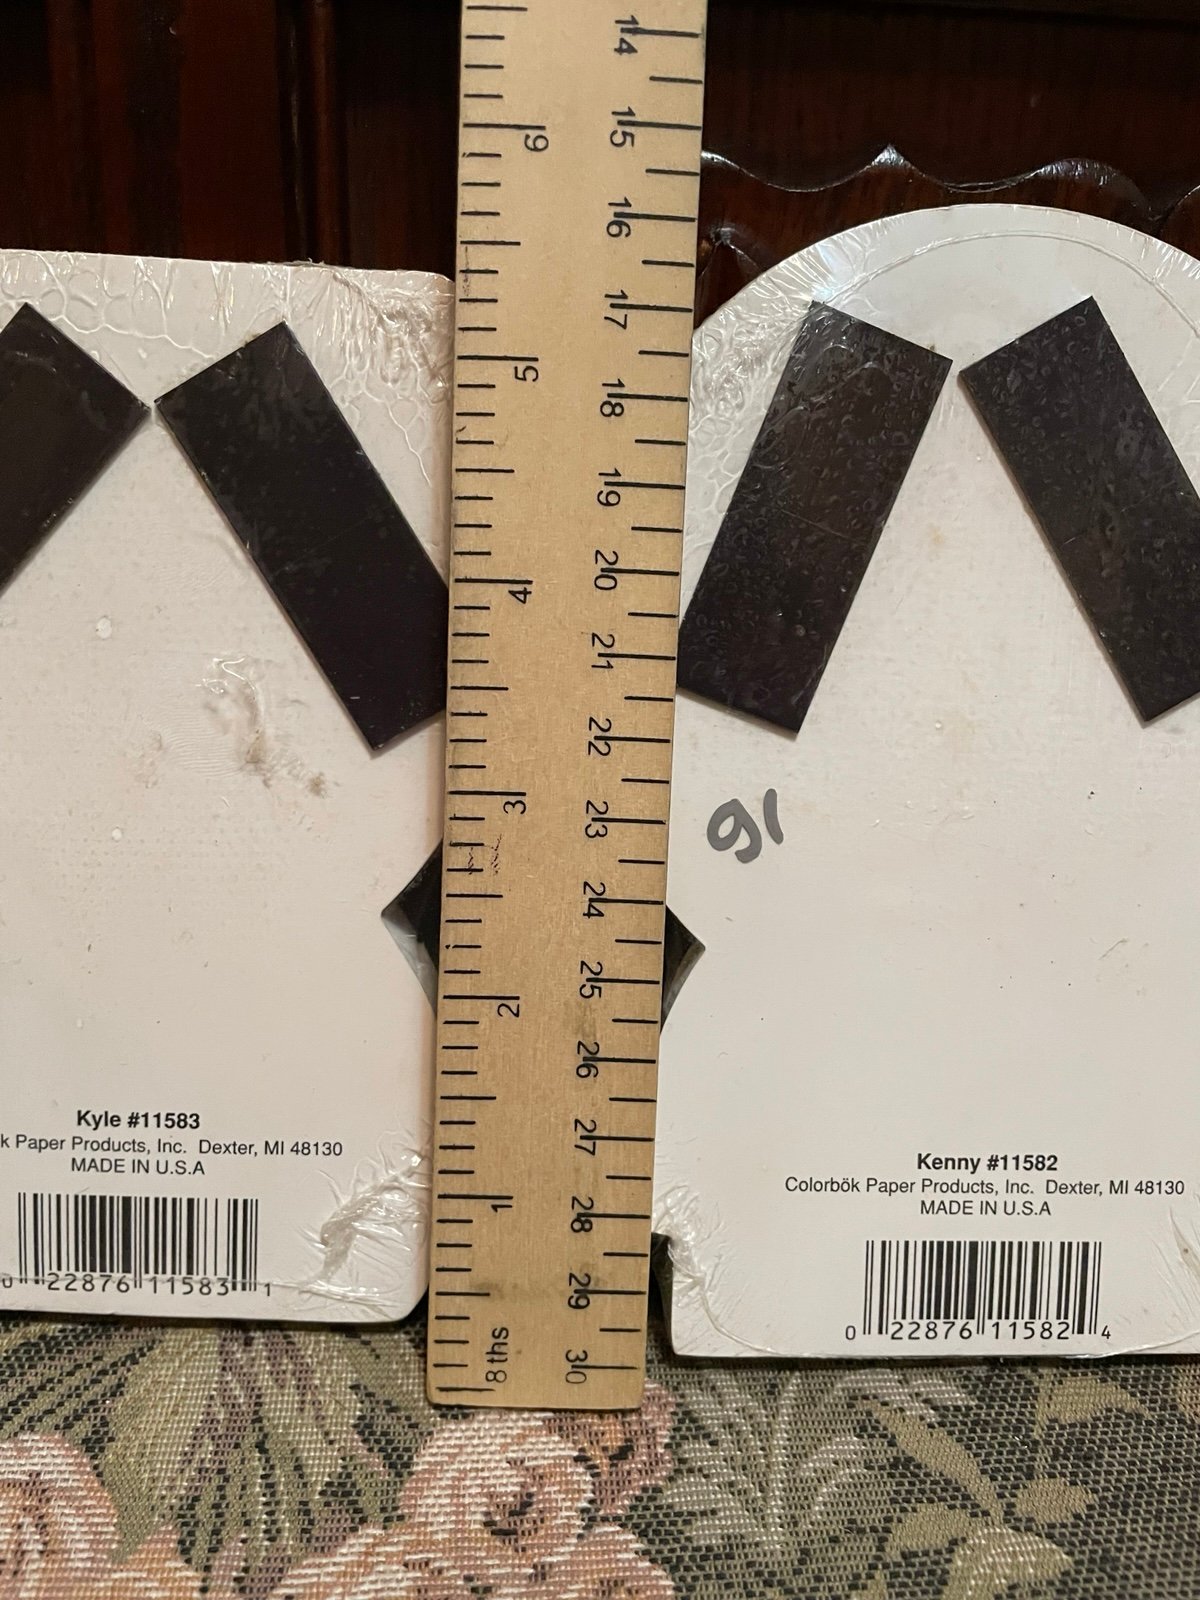 14
15
16
17
18
19
20
21
22
23
24
25
26
27
28
29
30
6
5
4
3
2
1
8ths
Kyle #11583
k Paper Products, Inc. Dexter, MI 48130
MADE IN U.S.A
0 22876 11583 1
Kenny #11582
Colorbök Paper Products, Inc. Dexter, MI 48130
MADE IN U.S.A
0 22876 11582 4